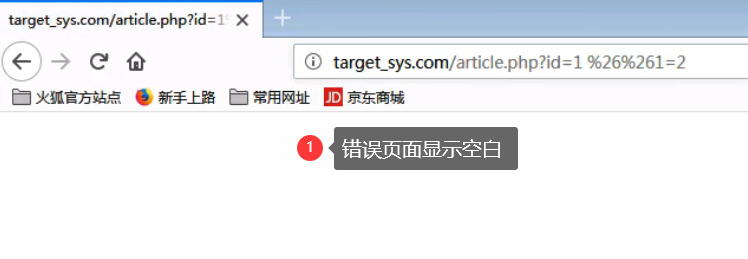 target_sys.com/article.php?id=1
target_sys.com/article.php?id=1 %26%261=2
火狐官方站点 新手上路 常用网址 JD 京东商城
1 错误页面显示空白